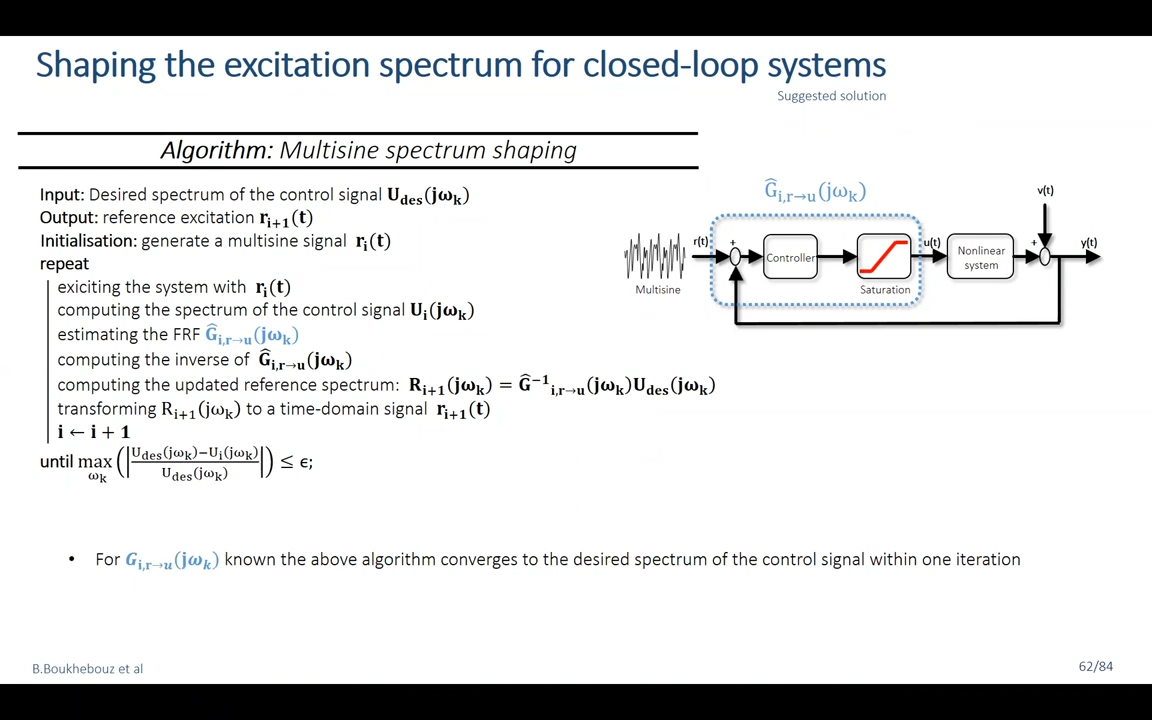 Shaping the excitation spectrum for closed-loop systems
Suggested solution
Algorithm: Multisine spectrum shaping
Input: Desired spectrum of the control signal U_des(jω_k)
Output: reference excitation r_{i+1}(t)
Initialisation: generate a multisine signal r_i(t)
repeat
exiciting the system with r_i(t)
computing the spectrum of the control signal U_i(jω_k)
estimating the FRF Ĝ_{i,r→u}(jω_k)
computing the inverse of Ĝ_{i,r→u}(jω_k)
computing the updated reference spectrum: R_{i+1}(jω_k) = Ĝ^{-1}_{i,r→u}(jω_k)U_des(jω_k)
transforming R_{i+1}(jω_k) to a time-domain signal r_{i+1}(t)
i ← i + 1
until max_{ω_k} (|(U_des(jω_k)−U_i(jω_k))/U_des(jω_k)|) ≤ ϵ;
Ĝ_{i,r→u}(jω_k)
v(t)
r(t)
+
Controller
u(t)
Nonlinear
system
+
y(t)
Multisine
Saturation
• For G_{i,r→u}(jω_k) known the above algorithm converges to the desired spectrum of the control signal within one iteration
B.Boukhebouz et al
62/84